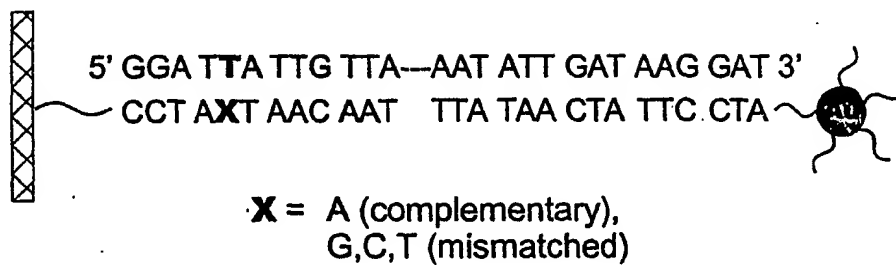 5' GGA TTA TTG TTA---AAT ATT GAT AAG GAT 3'
CCT AXT AAC AAT TTA TAA CTA TTC CTA
X = A (complementary),
G,C,T (mismatched)